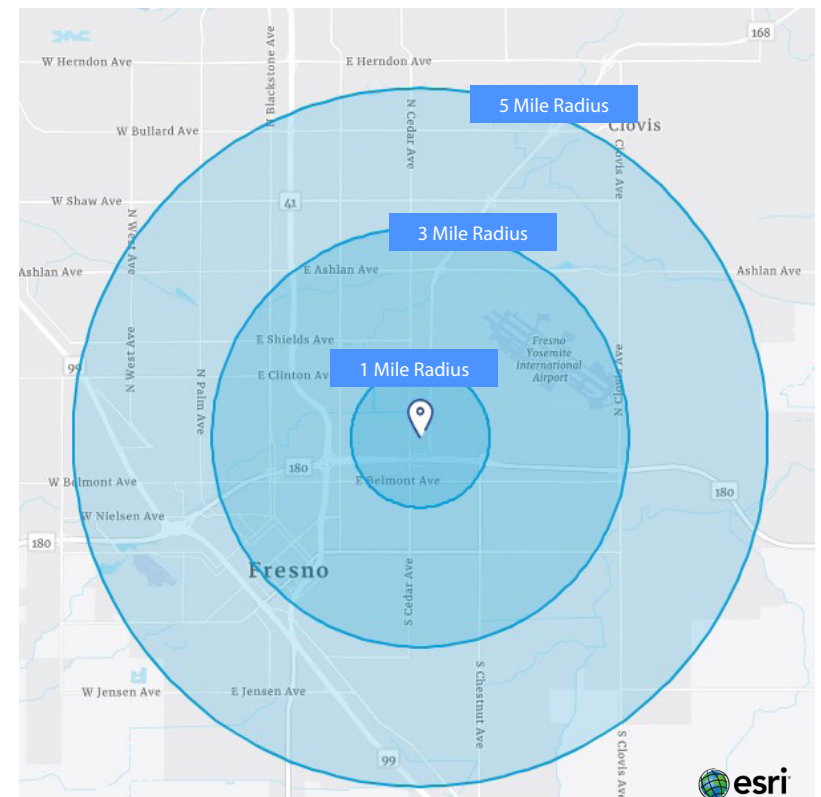 168
W Herndon Ave
E Herndon Ave
N Blackstone Ave
5 Mile Radius
N Cedar Ave
Clovis
W Bullard Ave
Clovis Ave
W Shaw Ave
41
N West Ave
3 Mile Radius
Ashlan Ave
E Ashlan Ave
Ashlan Ave
E Shields Ave
Fresno
Yosemite
International
Airport
N West Ave
99
1 Mile Radius
E Clinton Av
N Palm Ave
N Clovis Ave
180
E Belmont Ave
W Belmont Ave
180
W Nielsen Ave
180
Fresno
S Cedar Ave
W Jensen Ave
E Jensen Ave
S Chestnut Ave
S Clovis Ave
99
esri